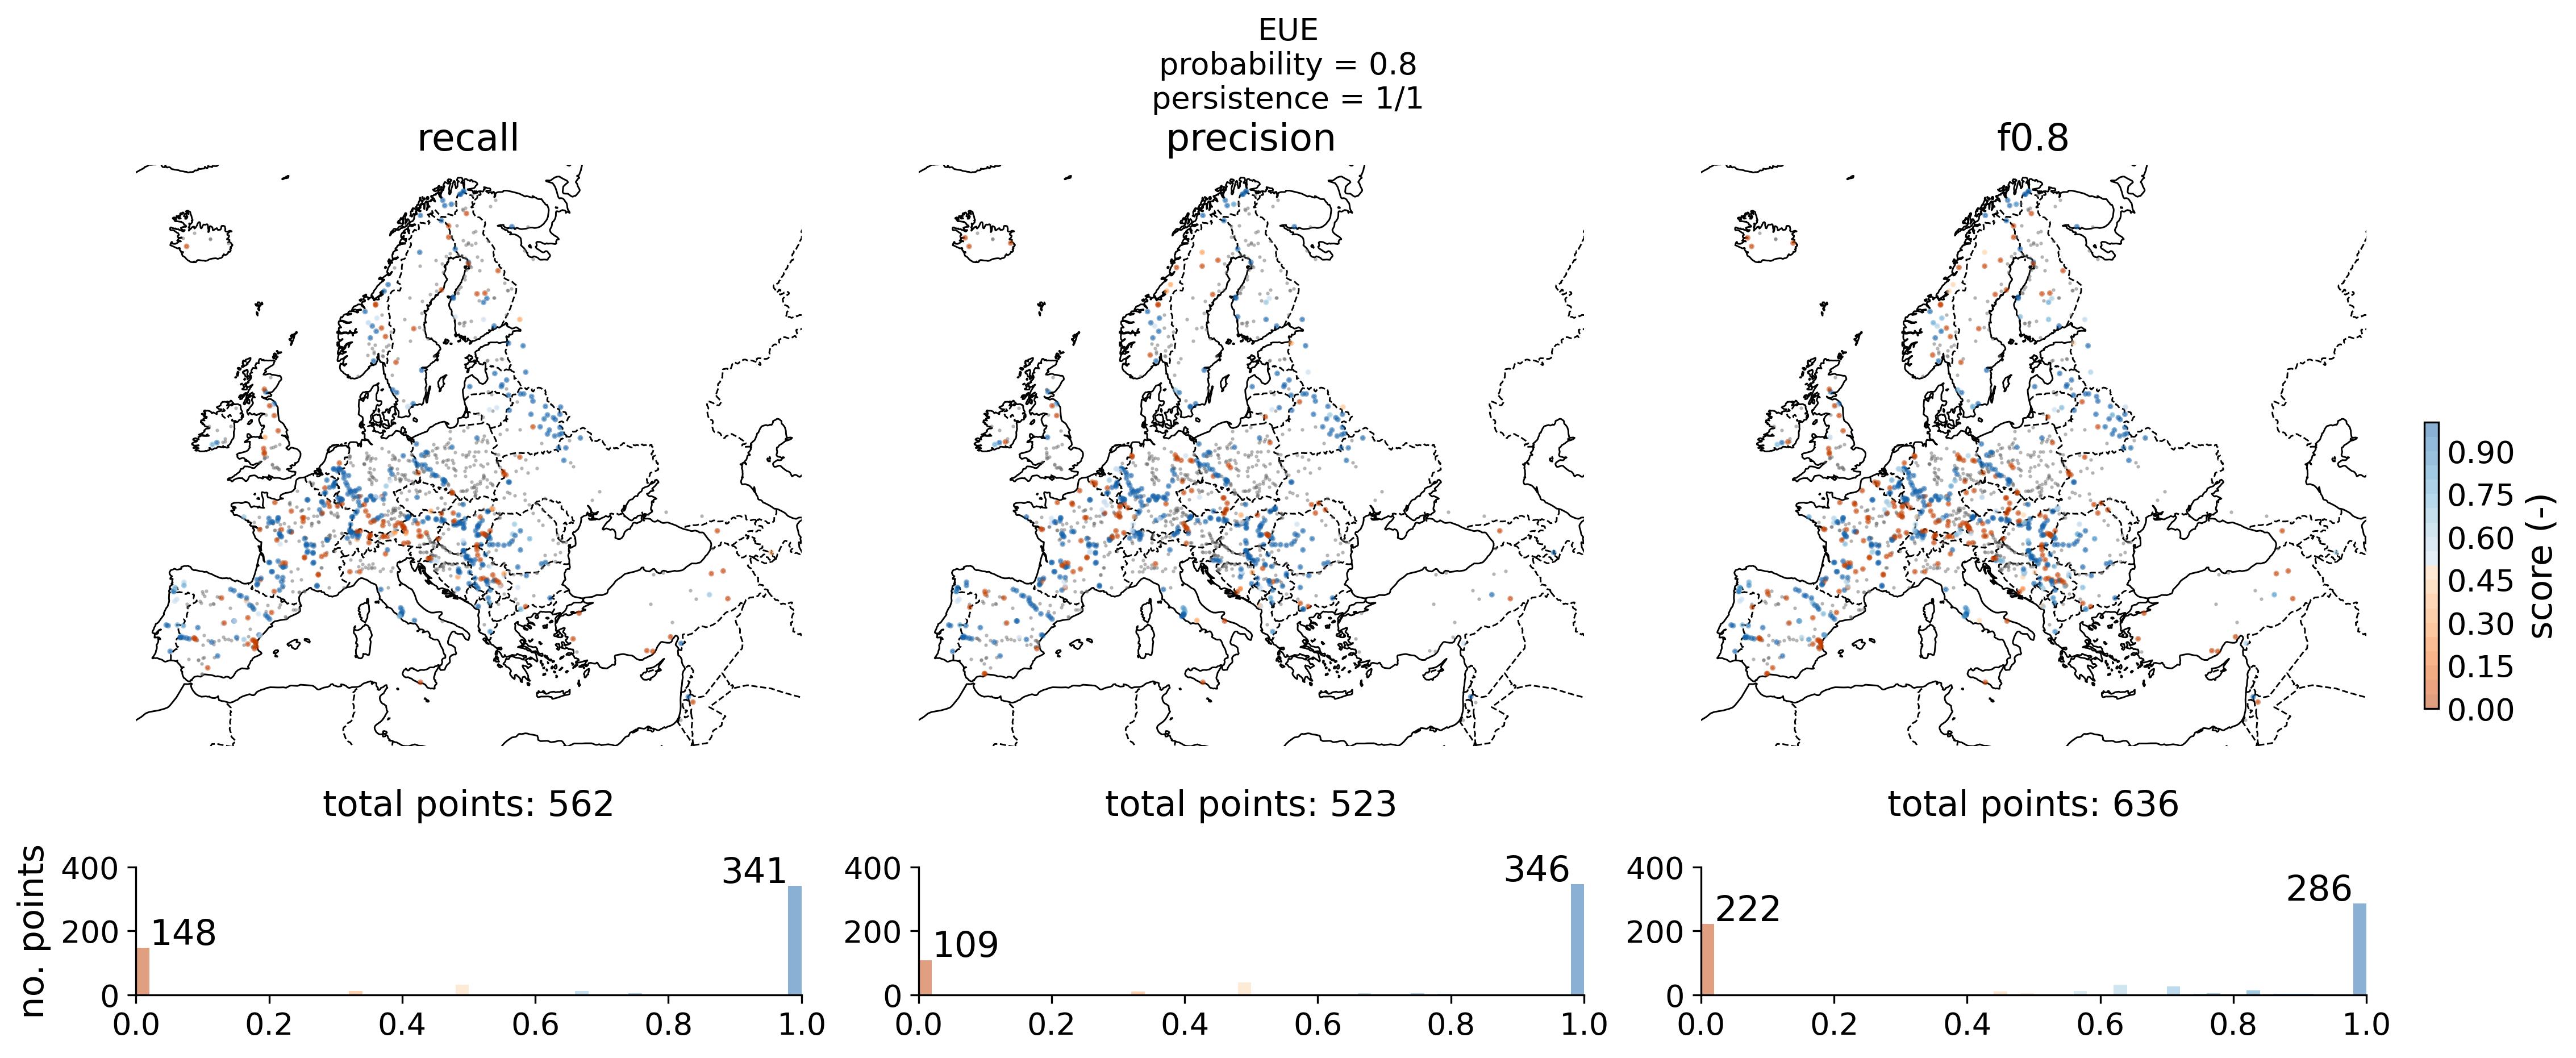 EUE
probability = 0.8
persistence = 1/1
recall
precision
f0.8
0.90
0.75
0.60
0.45
0.30
0.15
0.00
score (-)
total points: 562
total points: 523
total points: 636
no. points
400
200
0
148
341
0.0 0.2 0.4 0.6 0.8 1.0
400
200
0
109
346
0.0 0.2 0.4 0.6 0.8 1.0
400
200
0
222
286
0.0 0.2 0.4 0.6 0.8 1.0